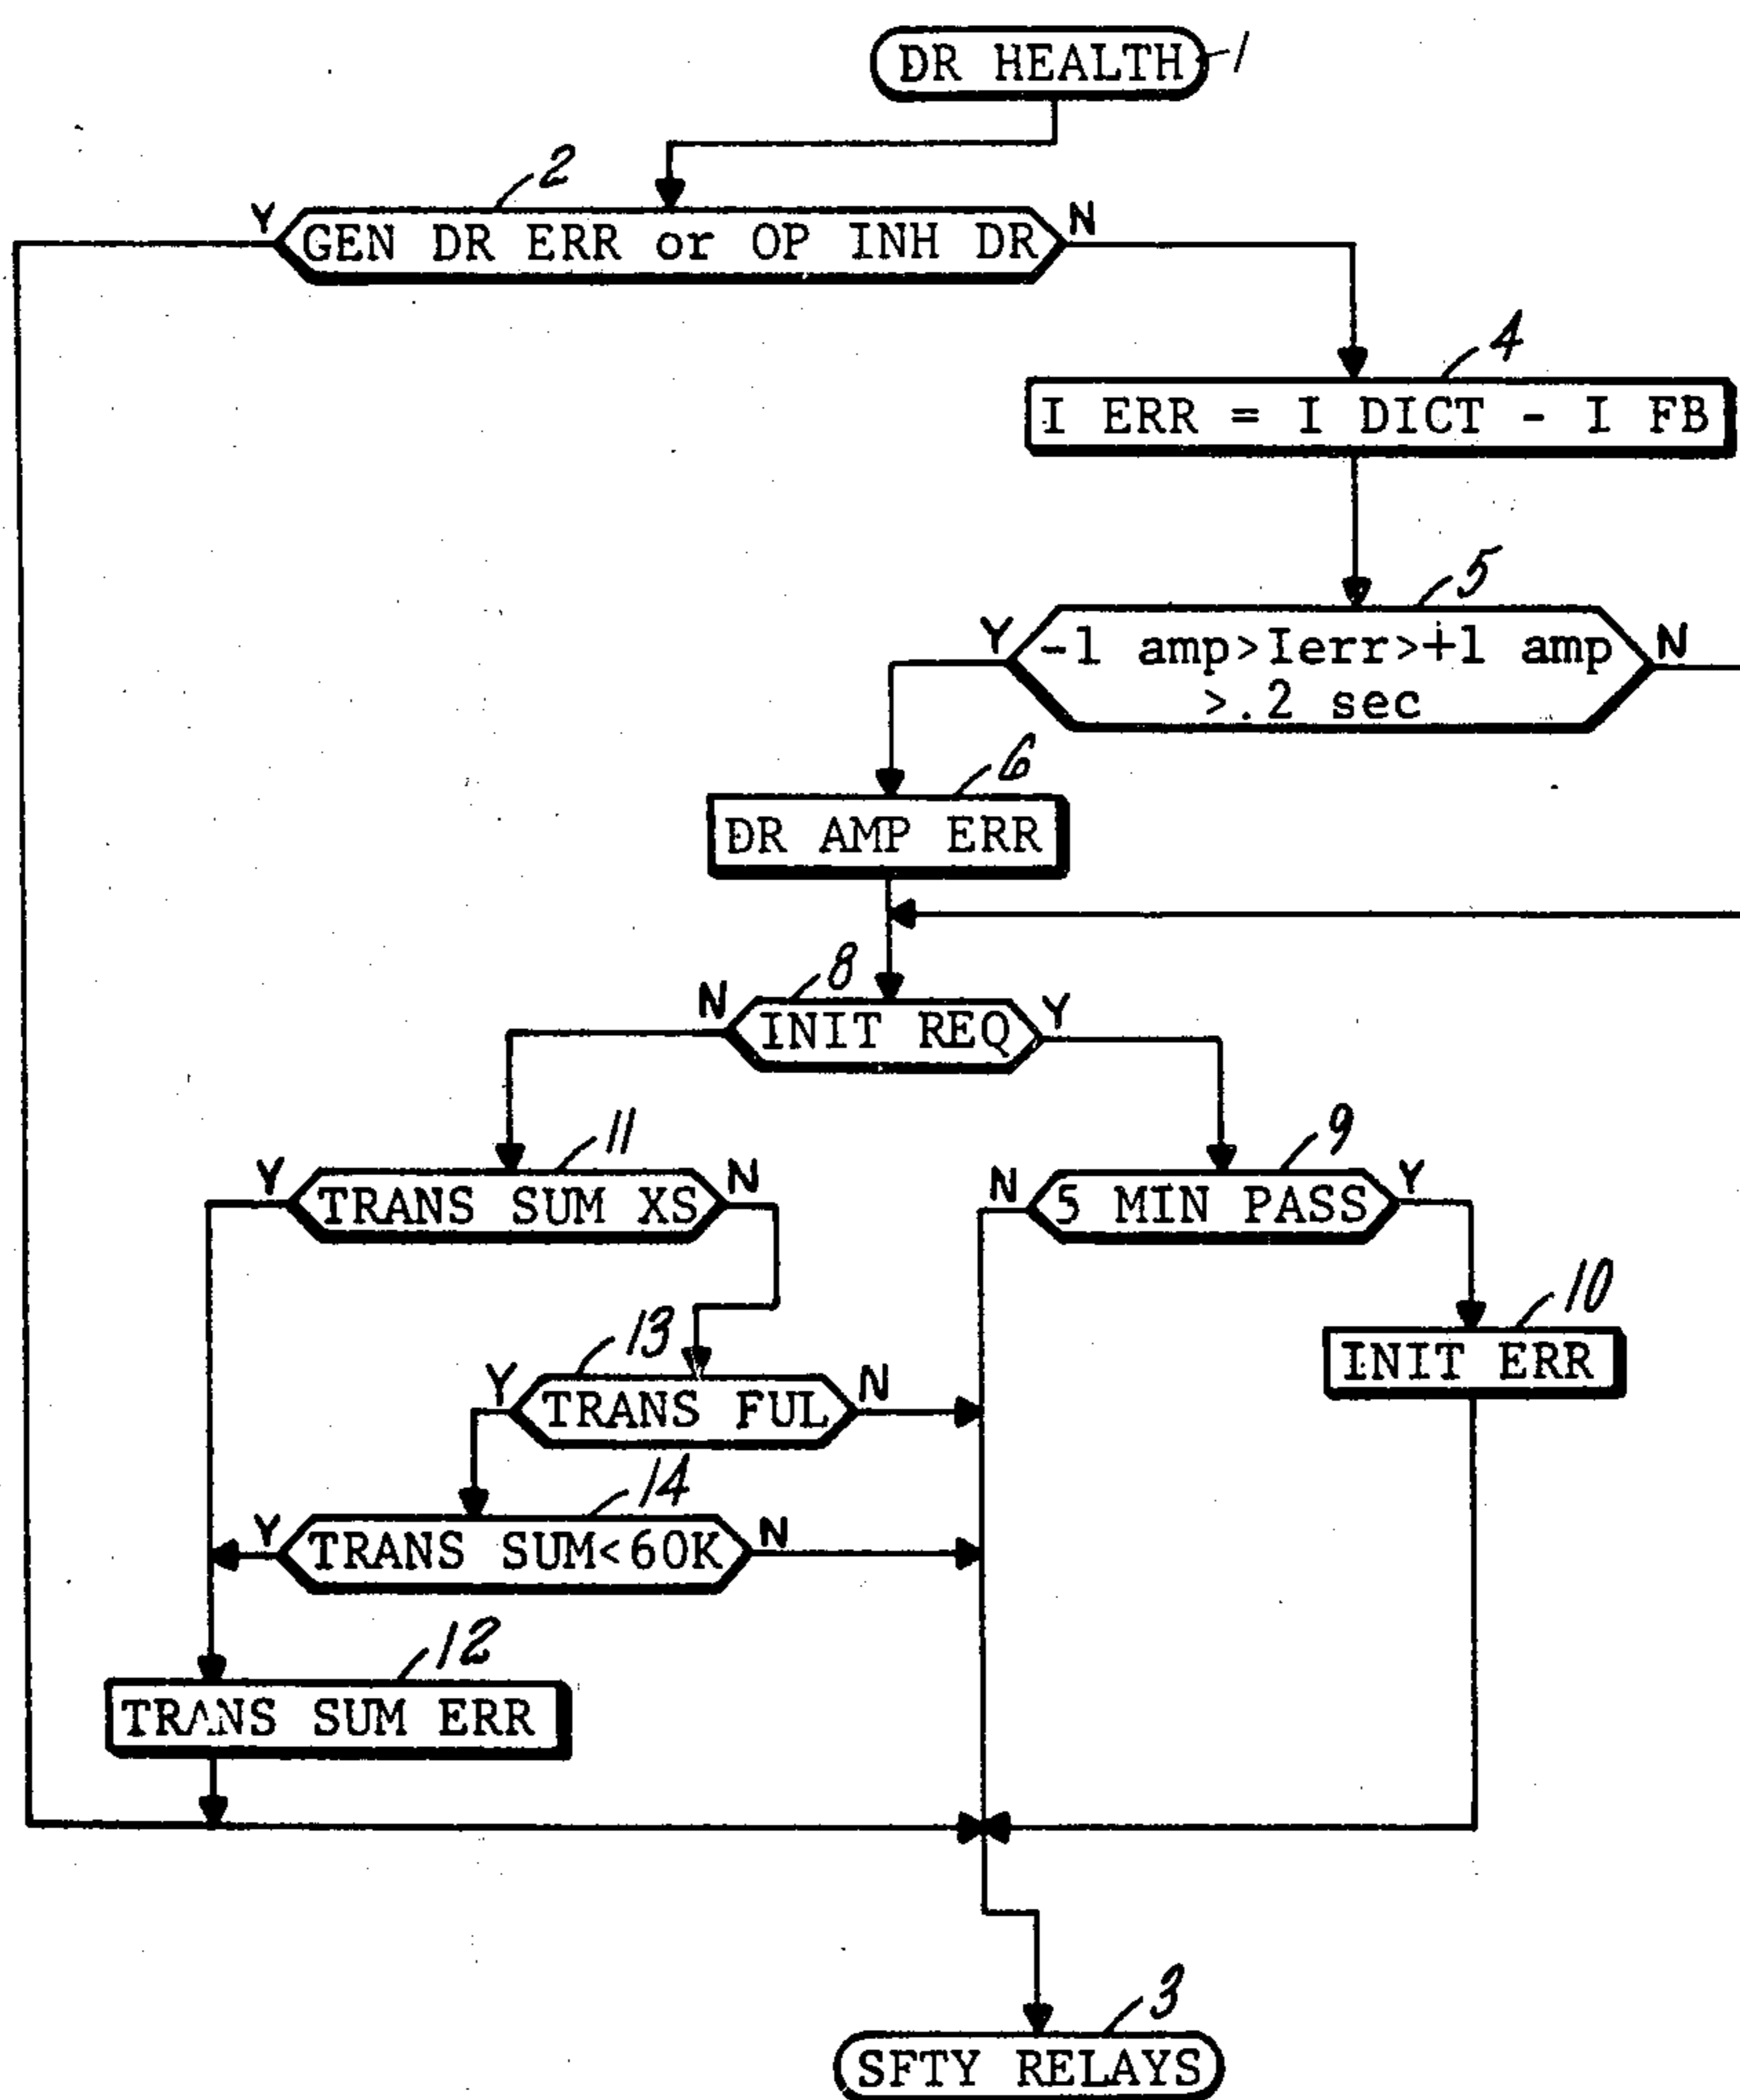 DR HEALTH 1
2
Y GEN DR ERR or OP INH DR N
4
I ERR = I DICT - I FB
5
Y -1 amp>Ierr>+1 amp N
>.2 sec
6
DR AMP ERR
8
N INIT REQ Y
11
Y TRANS SUM XS N
9
N 5 MIN PASS Y
10
INIT ERR
13
Y TRANS FUL N
14
Y TRANS SUM<60K N
12
TRANS SUM ERR
3
SFTY RELAYS